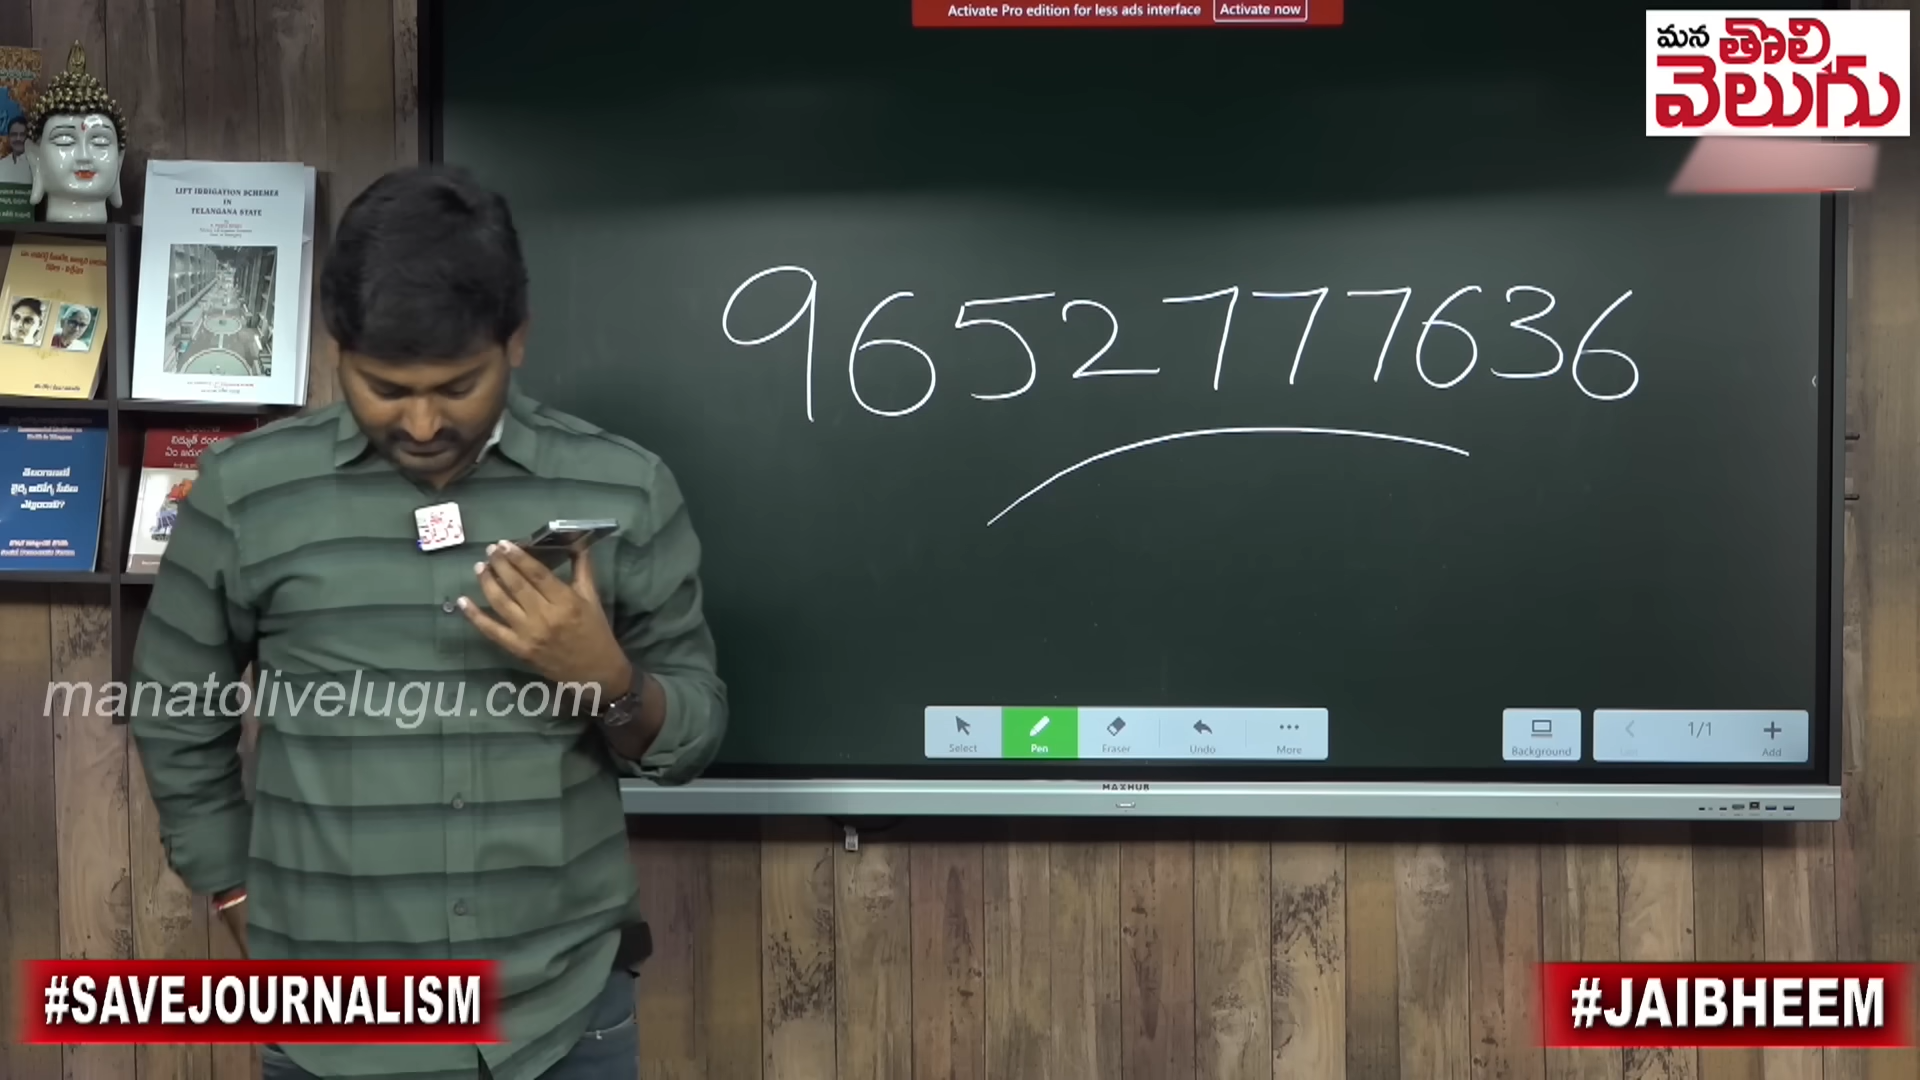 Activate Pro edition for less ads interface Activate now
మన తొలి
వెలుగు
LIFT IRRIGATION SCHEMES
IN
TELANGANA STATE
9652777636
తెలంగాణలో
manatolivelugu.com
Select Pen Eraser Undo More
Background 1/1 Add
MAXHUB
#SAVEJOURNALISM
#JAIBHEEM